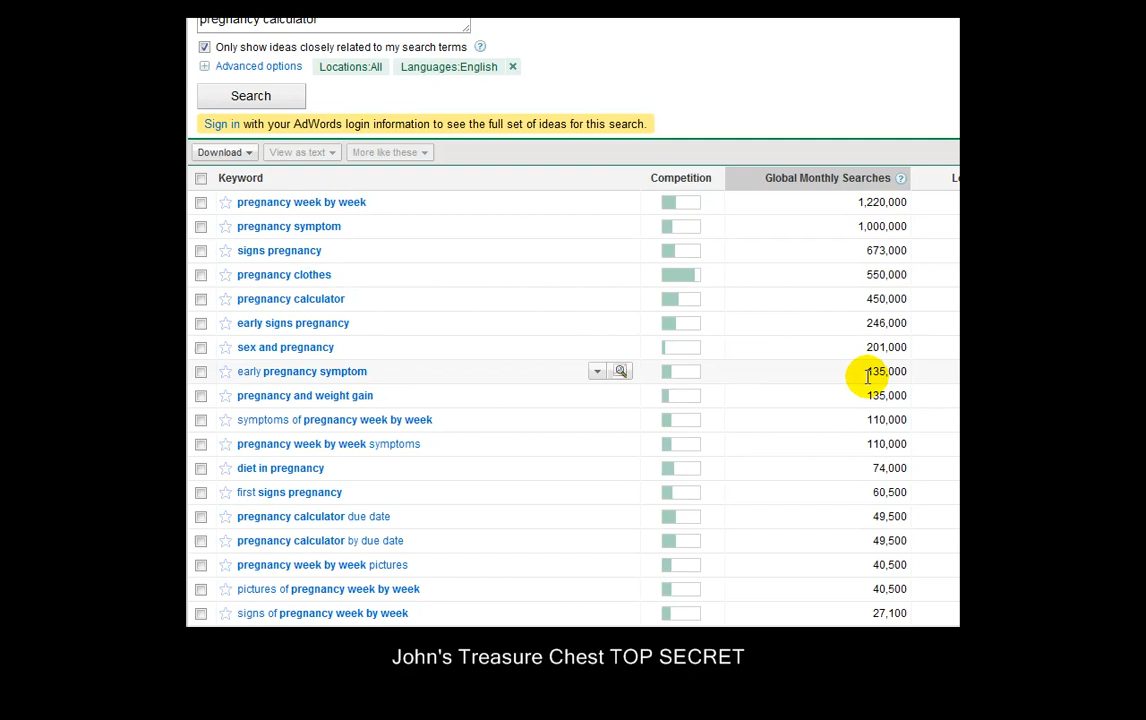 pregnancy calculator
Only show ideas closely related to my search terms ?
Advanced options Locations:All Languages:English ×
Search
Sign in with your AdWords login information to see the full set of ideas for this search.
Download View as text More like these
Keyword Competition Global Monthly Searches ? L
pregnancy week by week 1,220,000
pregnancy symptom 1,000,000
signs pregnancy 673,000
pregnancy clothes 550,000
pregnancy calculator 450,000
early signs pregnancy 246,000
sex and pregnancy 201,000
early pregnancy symptom 135,000
pregnancy and weight gain 135,000
symptoms of pregnancy week by week 110,000
pregnancy week by week symptoms 110,000
diet in pregnancy 74,000
first signs pregnancy 60,500
pregnancy calculator due date 49,500
pregnancy calculator by due date 49,500
pregnancy week by week pictures 40,500
pictures of pregnancy week by week 40,500
signs of pregnancy week by week 27,100
John's Treasure Chest TOP SECRET